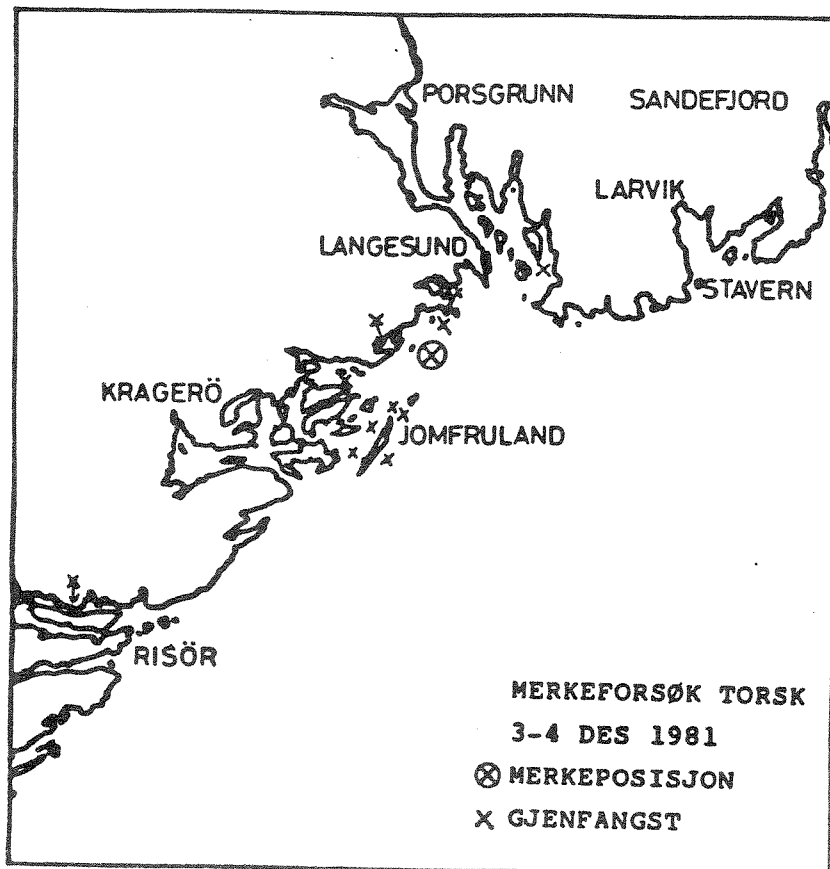 PORSGRUNN
SANDEFJORD
LARVIK
LANGESUND
STAVERN
KRAGERÖ
JOMFRULAND
RISÖR
MERKEFORSØK TORSK
3-4 DES 1981
⊗ MERKEPOSISJON
X GJENFANGST